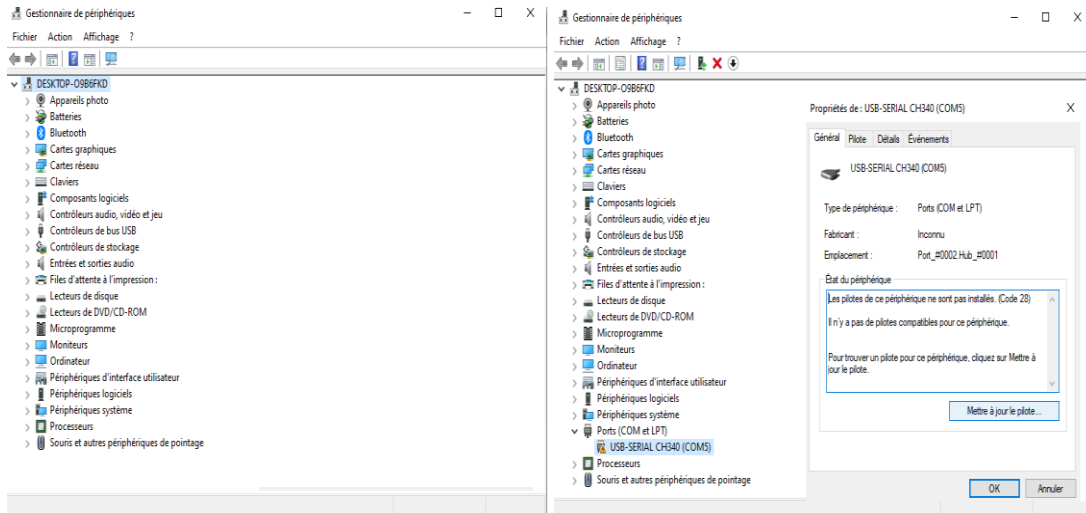 Gestionnaire de périphériques
Fichier Action Affichage ?
DESKTOP-O9B6FKD
Appareils photo
Batteries
Bluetooth
Cartes graphiques
Cartes réseau
Claviers
Composants logiciels
Contrôleurs audio, vidéo et jeu
Contrôleurs de bus USB
Contrôleurs de stockage
Entrées et sorties audio
Files d'attente à l'impression :
Lecteurs de disque
Lecteurs de DVD/CD-ROM
Microprogramme
Moniteurs
Ordinateur
Périphériques d'interface utilisateur
Périphériques logiciels
Périphériques système
Processeurs
Souris et autres périphériques de pointage
Gestionnaire de périphériques
Fichier Action Affichage ?
DESKTOP-O9B6FKD
Appareils photo
Batteries
Bluetooth
Cartes graphiques
Cartes réseau
Claviers
Composants logiciels
Contrôleurs audio, vidéo et jeu
Contrôleurs de bus USB
Contrôleurs de stockage
Entrées et sorties audio
Files d'attente à l'impression :
Lecteurs de disque
Lecteurs de DVD/CD-ROM
Microprogramme
Moniteurs
Ordinateur
Périphériques d'interface utilisateur
Périphériques logiciels
Périphériques système
Ports (COM et LPT)
USB-SERIAL CH340 (COM5)
Processeurs
Souris et autres périphériques de pointage
Propriétés de : USB-SERIAL CH340 (COM5)
Général Pilote Détails Événements
USB-SERIAL CH340 (COM5)
Type de périphérique : Ports (COM et LPT)
Fabricant : Inconnu
Emplacement : Port_#0002.Hub_#0001
État du périphérique
Les pilotes de ce périphérique ne sont pas installés. (Code 28)
Il n'y a pas de pilotes compatibles pour ce périphérique.
Pour trouver un pilote pour ce périphérique, cliquez sur Mettre à
jour le pilote.
Mettre à jour le pilote...
OK Annuler